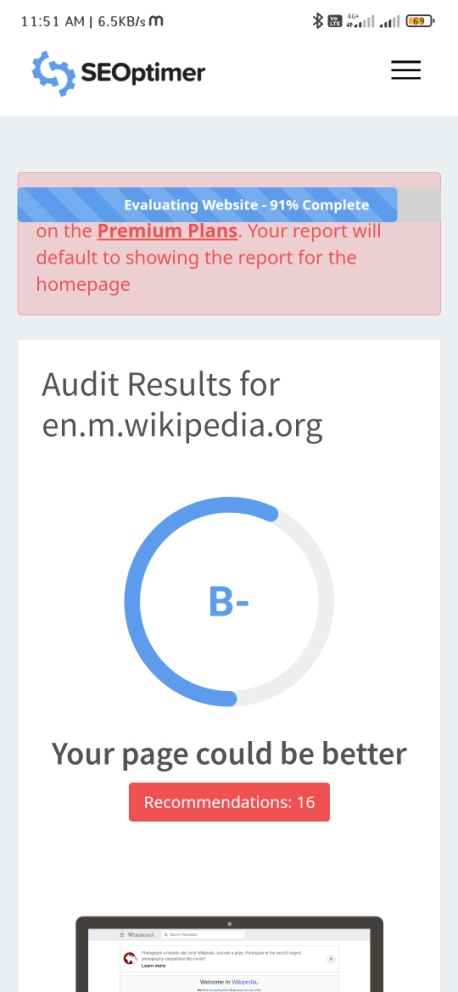 11:51 AM | 6.5KB/s
4G+
69
SEOptimer
Evaluating Website - 91% Complete
on the Premium Plans. Your report will
default to showing the report for the
homepage
Audit Results for
en.m.wikipedia.org
B-
Your page could be better
Recommendations: 16
Wikipedia
Search Wikipedia
Photograph a historic site, help Wikipedia, and win a prize. Participate in the world's largest
photography competition this month!
Learn more
Welcome to Wikipedia,